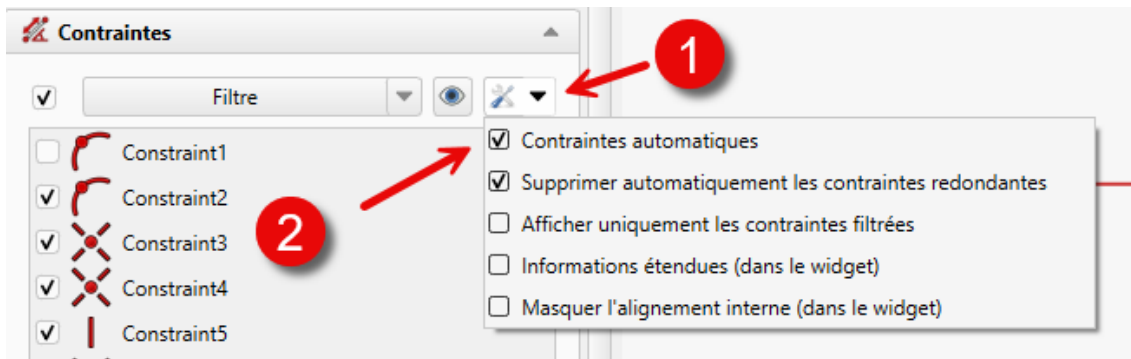 Contraintes
1
Filtre
Constraint1
Contraintes automatiques
Constraint2
Supprimer automatiquement les contraintes redondantes
2
Afficher uniquement les contraintes filtrées
Constraint3
Informations étendues (dans le widget)
Constraint4
Masquer l'alignement interne (dans le widget)
Constraint5